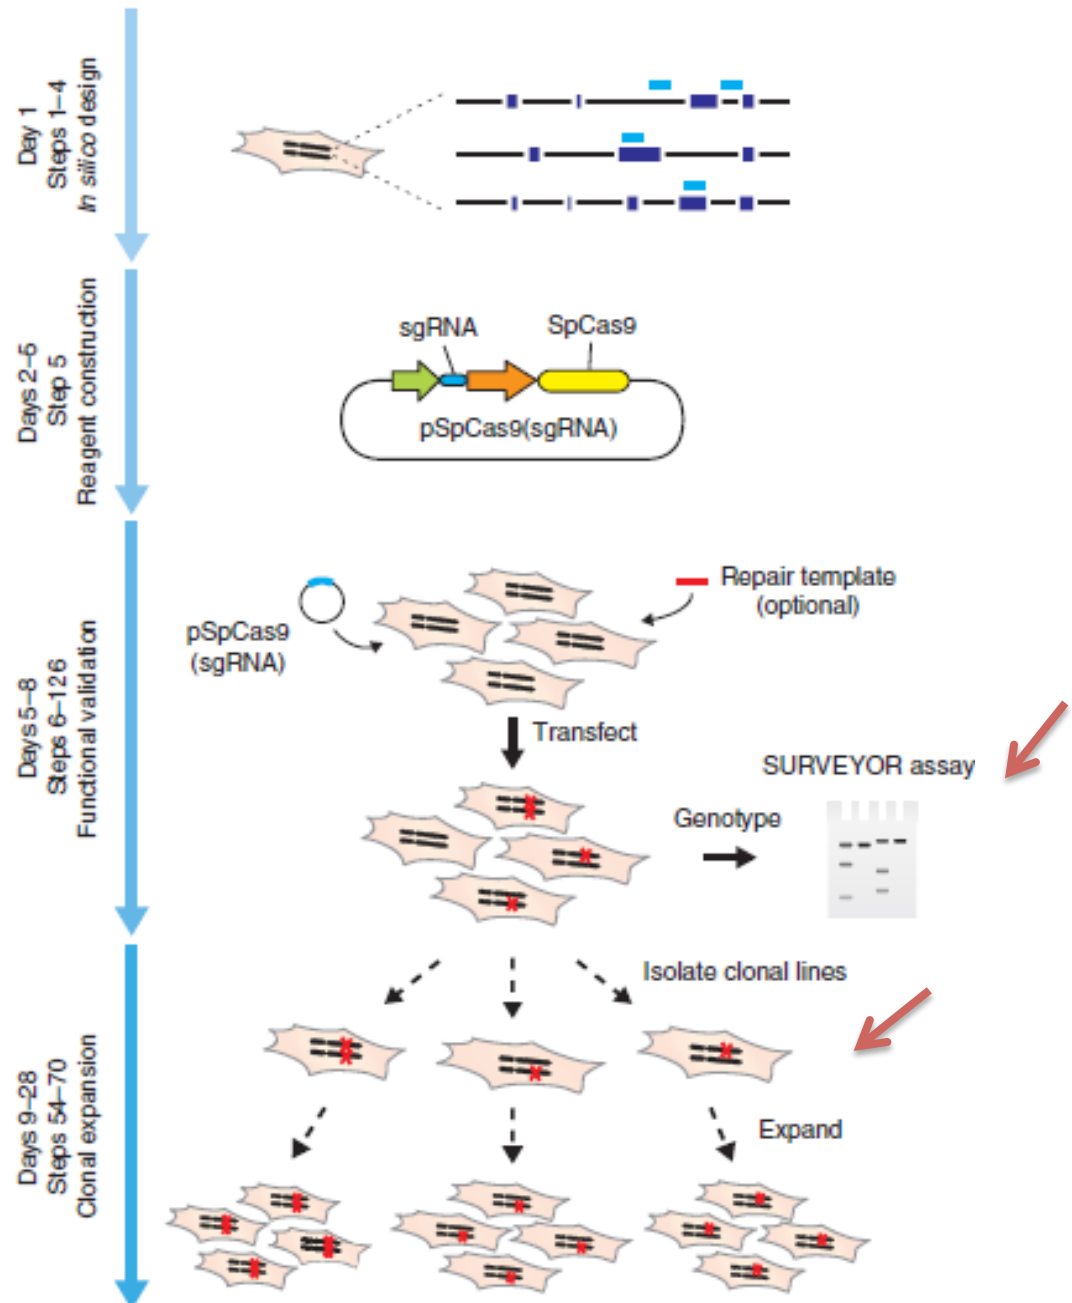 Day 1
Steps 1–4
In silico design
sgRNA
SpCas9
pSpCas9(sgRNA)
Days 2–5
Step 5
Reagent construction
pSpCas9
(sgRNA)
Repair template
(optional)
Transfect
Genotype
SURVEYOR assay
Days 5–8
Steps 6–126
Functional validation
Isolate clonal lines
Expand
Days 9–28
Steps 54–70
Clonal expansion